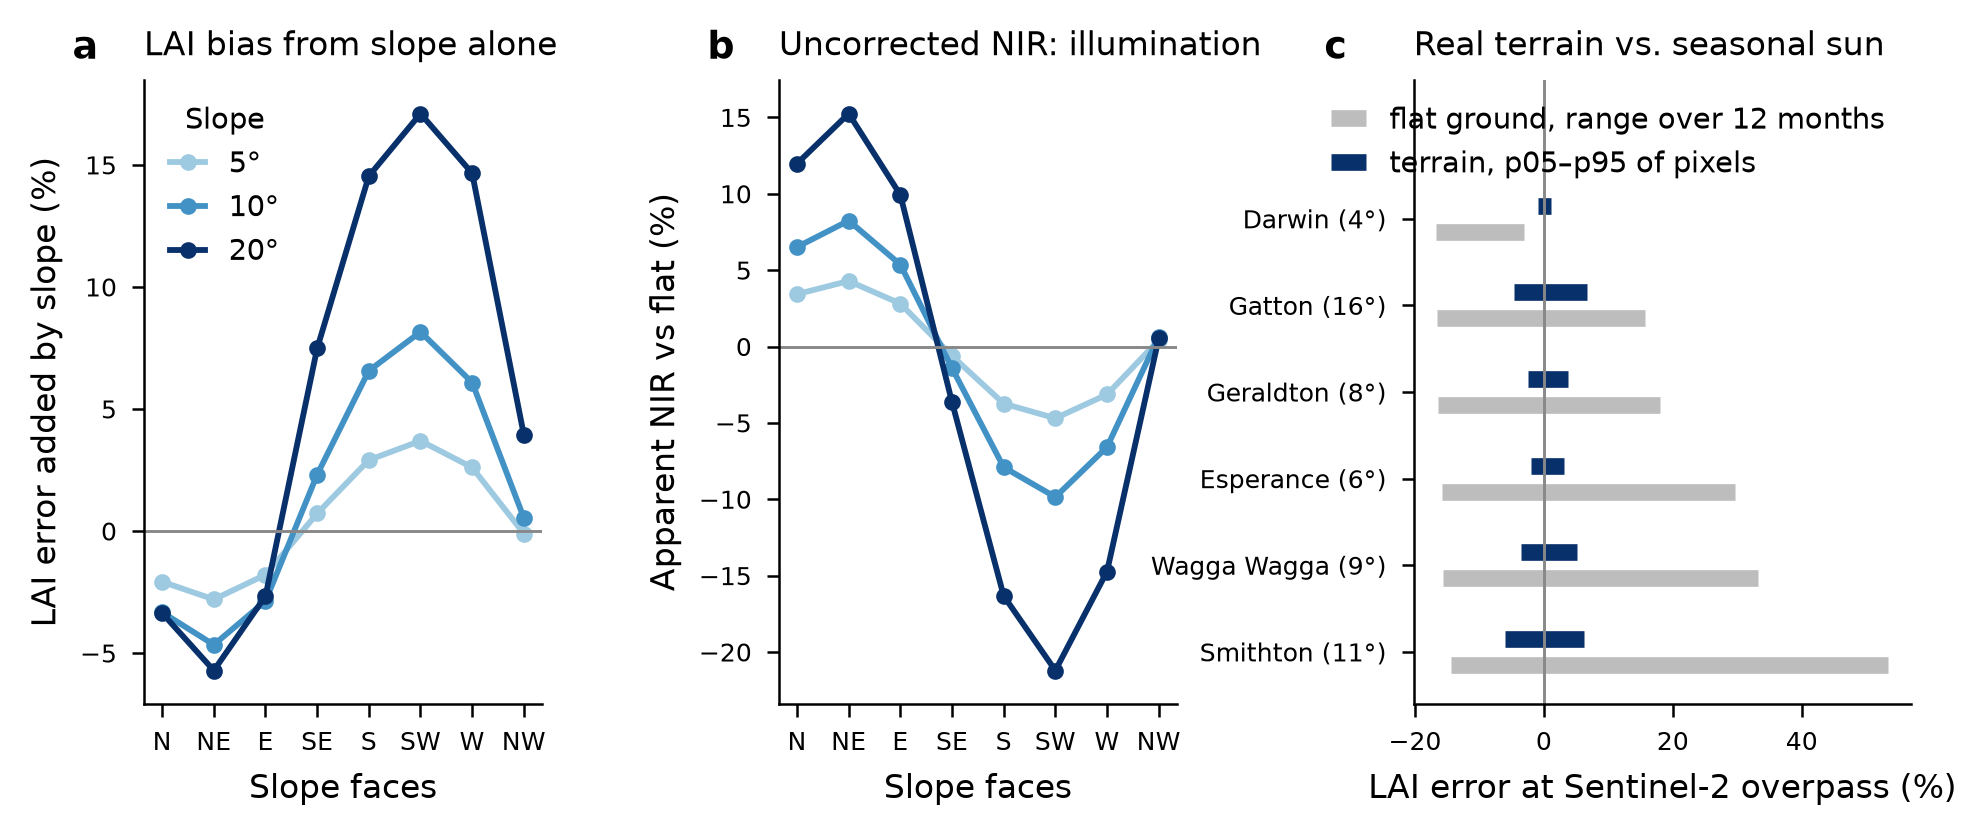 a LAI bias from slope alone
LAI error added by slope (%)
15
10
5
0
−5
Slope
5°
10°
20°
N NE E SE S SW W NW
Slope faces
b Uncorrected NIR: illumination
Apparent NIR vs flat (%)
15
10
5
0
−5
−10
−15
−20
N NE E SE S SW W NW
Slope faces
c Real terrain vs. seasonal sun
flat ground, range over 12 months
terrain, p05–p95 of pixels
Darwin (4°)
Gatton (16°)
Geraldton (8°)
Esperance (6°)
Wagga Wagga (9°)
Smithton (11°)
−20 0 20 40
LAI error at Sentinel-2 overpass (%)